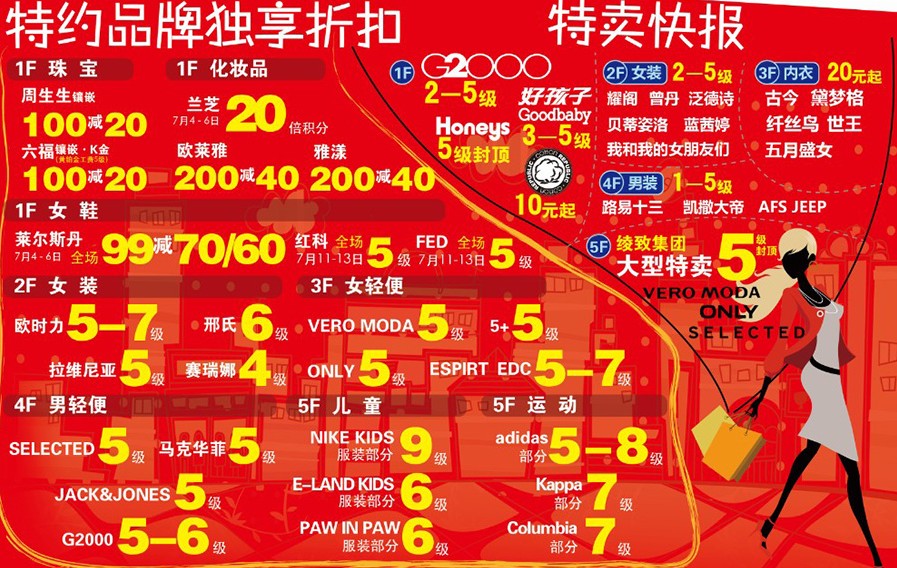 特约品牌独享折扣
1F 珠 宝
周生生镶嵌
100减20
六福镶嵌·K金
(黄铂金工费5级)
100减20
1F 化妆品
兰芝
7月4-6日
20倍积分
欧莱雅
200减40
雅漾
200减40
1F 女 鞋
莱尔斯丹
7月4-6日 全场
99减70/60
红科 全场
7月11-13日
5级
FED 全场
7月11-13日
5级
2F 女 装
欧时力5—7级
邢氏6级
拉维尼亚5级
赛瑞娜4级
3F 女轻便
VERO MODA 5级
5+5级
ONLY 5级
ESPIRT EDC 5—7级
4F 男轻便
SELECTED 5级
马克华菲5级
JACK&JONES 5级
G2000 5—6级
5F 儿 童
NIKE KIDS
服装部分
9级
E-LAND KIDS
服装部分
6级
PAW IN PAW
服装部分
6级
5F 运 动
adidas
部分
5—8级
Kappa
部分
7级
Columbia
部分
7级
特卖快报
1F
G2000
2—5级
好孩子
Goodbaby
3—5级
Honeys
5级封顶
10元起
2F 女装 2—5级
耀阁 曾丹 泛德诗
贝蒂姿洛 蓝茜婷
我和我的女朋友们
3F 内衣 20元起
古今 黛梦格
纤丝鸟 世王
五月盛女
4F 男装 1—5级
路易十三 凯撒大帝 AFS JEEP
5F 绫致集团
大型特卖5级封顶
VERO MODA
ONLY
SELECTED